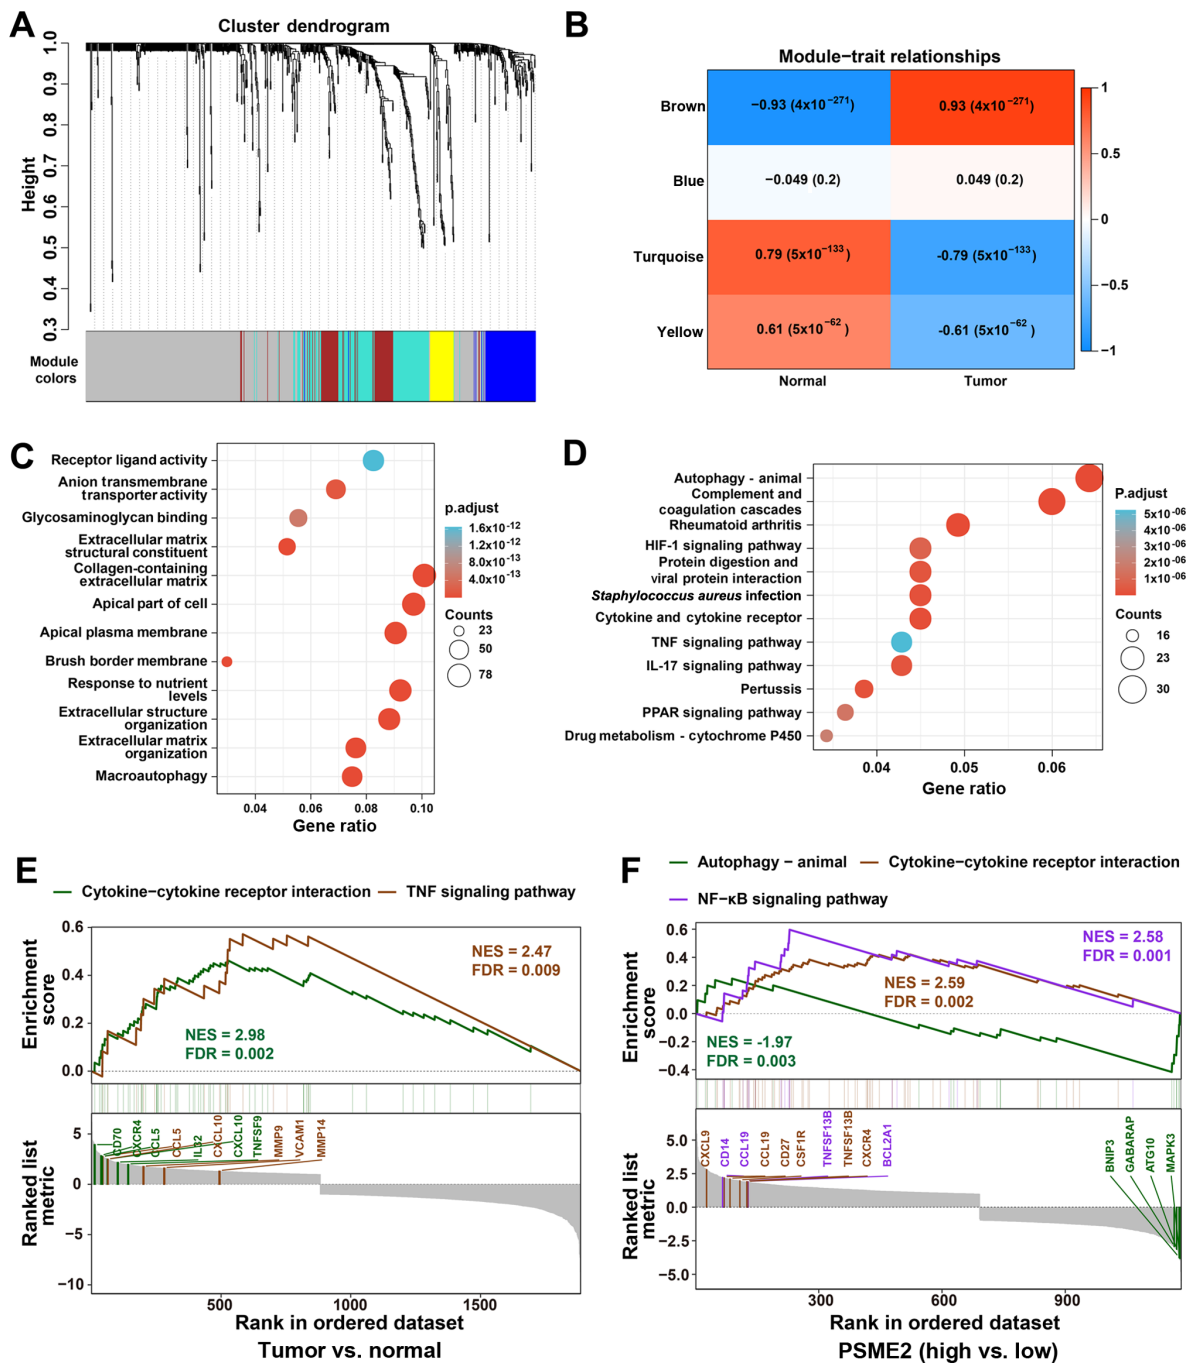 A
Cluster dendrogram
Height
1.0
0.9
0.8
0.7
0.6
0.5
0.4
0.3
Module
colors
B
Module−trait relationships
Brown
−0.93 (4x10−271)
0.93 (4x10−271)
Blue
−0.049 (0.2)
0.049 (0.2)
Turquoise
0.79 (5x10−133)
-0.79 (5x10−133)
Yellow
0.61 (5x10−62)
-0.61 (5x10−62)
Normal
Tumor
1
0.5
0
−0.5
−1
C
Receptor ligand activity
Anion transmembrane
transporter activity
Glycosaminoglycan binding
Extracellular matrix
structural constituent
Collagen-containing
extracellular matrix
Apical part of cell
Apical plasma membrane
Brush border membrane
Response to nutrient
levels
Extracellular structure
organization
Extracellular matrix
organization
Macroautophagy
0.04
0.06
0.08
0.10
Gene ratio
p.adjust
1.6x10-12
1.2x10-12
8.0x10-13
4.0x10-13
Counts
23
50
78
D
Autophagy - animal
Complement and
coagulation cascades
Rheumatoid arthritis
HIF-1 signaling pathway
Protein digestion and
viral protein interaction
Staphylococcus aureus infection
Cytokine and cytokine receptor
TNF signaling pathway
IL-17 signaling pathway
Pertussis
PPAR signaling pathway
Drug metabolism - cytochrome P450
0.04
0.05
0.06
Gene ratio
P.adjust
5x10-06
4x10-06
3x10-06
2x10-06
1x10-06
Counts
16
23
30
E
Cytokine−cytokine receptor interaction
TNF signaling pathway
Enrichment
score
0.6
0.4
0.2
0.0
NES = 2.47
FDR = 0.009
NES = 2.98
FDR = 0.002
Ranked list
metric
5
0
−5
−10
CD70
CXCR4
CCL5
CCL5
IL32
CXCL10
CXCL10
TNFSF9
MMP9
VCAM1
MMP14
500
1000
1500
Rank in ordered dataset
Tumor vs. normal
F
Autophagy − animal
Cytokine−cytokine receptor interaction
NF−κB signaling pathway
Enrichment
score
0.6
0.4
0.2
0.0
−0.2
−0.4
NES = 2.58
FDR = 0.001
NES = 2.59
FDR = 0.002
NES = -1.97
FDR = 0.003
Ranked list
metric
5.0
2.5
0.0
−2.5
−5.0
CXCL9
CD14
CCL19
CCL19
CD27
CSF1R
TNFSF13B
TNFSF13B
CXCR4
BCL2A1
BNIP3
GABARAP
ATG10
MAPK3
300
600
900
Rank in ordered dataset
PSME2 (high vs. low)